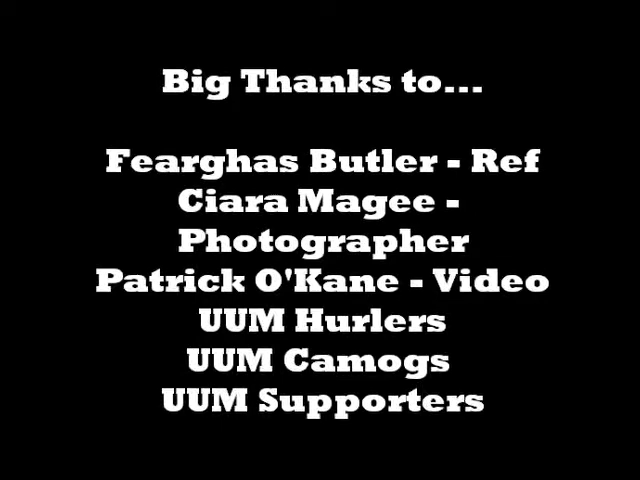 Big Thanks to...
Fearghas Butler - Ref
Ciara Magee -
Photographer
Patrick O'Kane - Video
UUM Hurlers
UUM Camogs
UUM Supporters